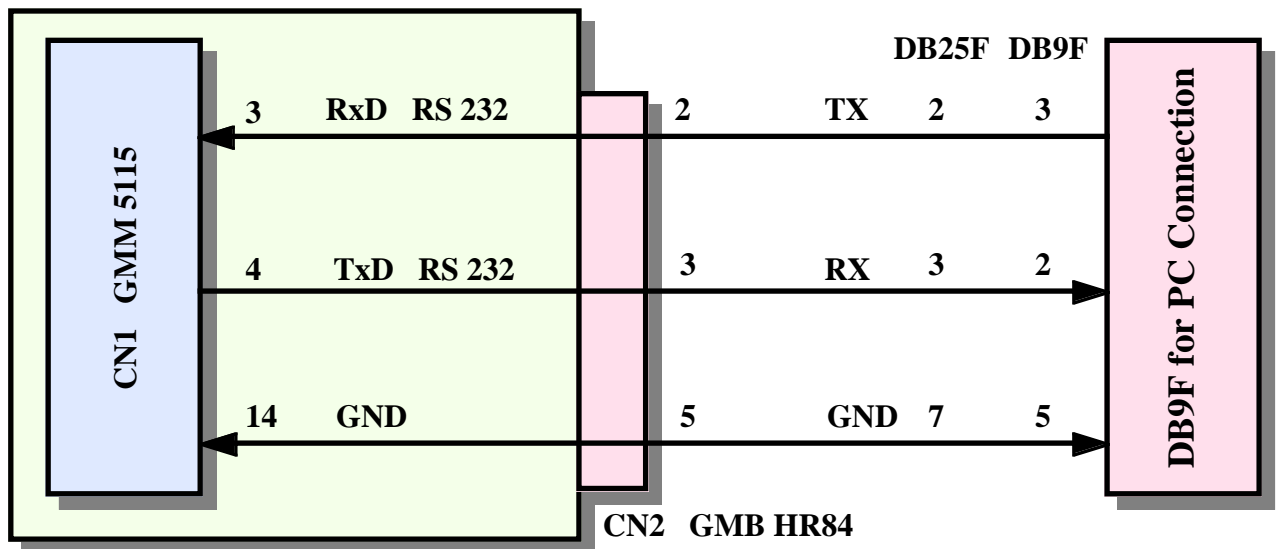 DB25F DB9F
3 RxD RS 232 2 TX 2 3
CN1 GMM 5115
4 TxD RS 232 3 RX 3 2
DB9F for PC Connection
14 GND 5 GND 7 5
CN2 GMB HR84